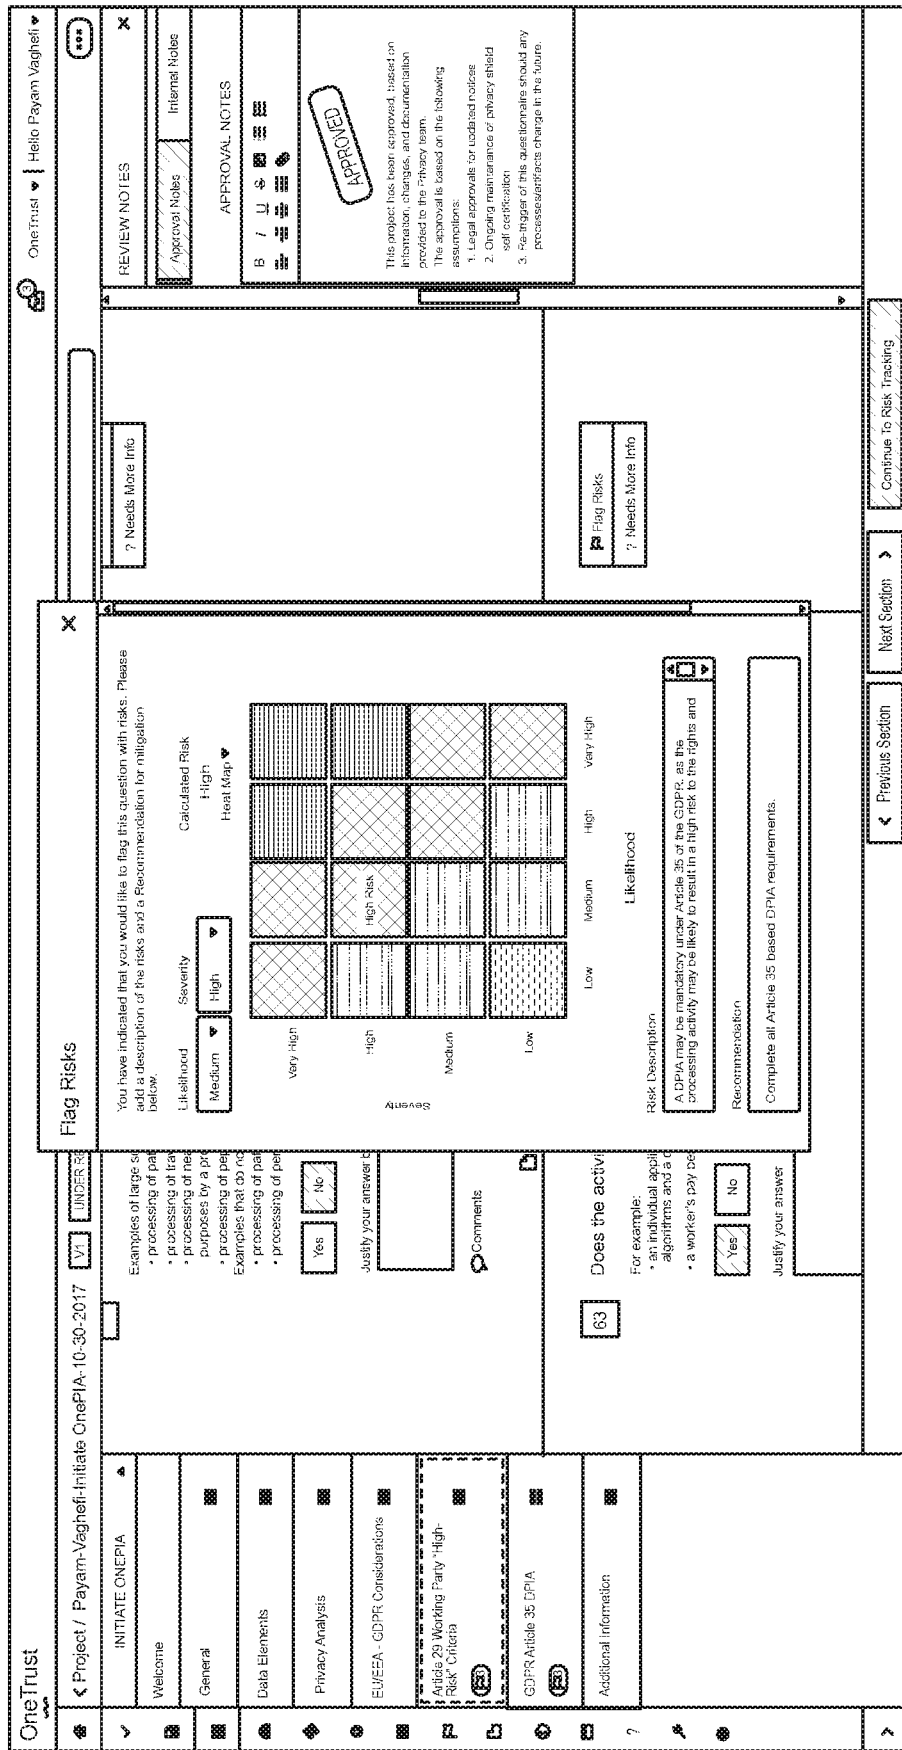 OneTrust
3
OneTrust
Hello Payam Vaghefi
Project / Payam-Vaghefi-Initiate OnePIA-10-30-2017
V1
UNDER RE
INITIATE ONEPIA
Welcome
General
Data Elements
Privacy Analysis
EU/EEA - GDPR Considerations
Article 29 Working Party "High-
Risk" Criteria
GDPR Article 35 DPIA
Additional Information
?
Examples of large s
• processing of pat
• processing of trav
• processing of nea
purposes by a pro
• processing of pep
Examples that do no
• processing of pat
• processing of per
Yes
No
Justify your answer b
Comments
63
Does the activi
For example:
• an individual appli
algorithms and a c
• a worker's pay be
Yes
No
Justify your answer
Flag Risks
X
You have indicated that you would like to flag this question with risks. Please
add a description of the risks and a Recommendation for mitigation
below.
Likelihood
Severity
Calculated Risk
Medium
High
High
Heat Map
Severity
Very High
High
High Risk
Medium
Low
Low
Medium
High
Very High
Likelihood
Risk Description
A DPIA may be mandatory under Article 35 of the GDPR. as the
processing activity may be likely to result in a high risk to the rights and
Recommendation
Complete all Article 35 based DPIA requirements.
? Needs More Info
Flag Risks
? Needs More Info
REVIEW NOTES
X
Approval Notes
Internal Notes
APPROVAL NOTES
B I U S
APPROVED
This project has been approved, based on
information, changes, and documentation
provided to the Privacy team.
The approval is based on the following
assumptions:
1. Legal approvals for updated notices
2. Ongoing maintenance of privacy shield
self certification
3. Re-trigger of this questionnaire should any
processes/artifacts change in the future.
Previous Section
Next Section
Continue To Risk Tracking